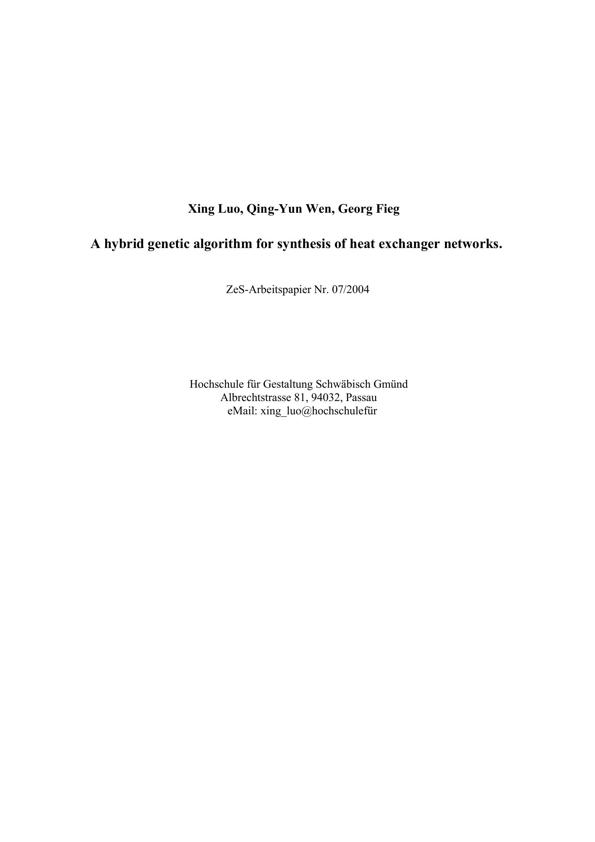 Xing Luo, Qing-Yun Wen, Georg Fieg
A hybrid genetic algorithm for synthesis of heat exchanger networks.
ZeS-Arbeitspapier Nr. 07/2004
Hochschule für Gestaltung Schwäbisch Gmünd
Albrechtstrasse 81, 94032, Passau
eMail: xing_luo@hochschulefür